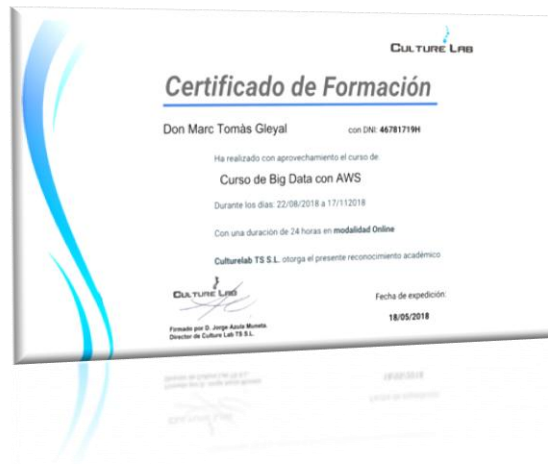 CULTURE LAB
Certificado de Formación
Don Marc Tomàs Gleyal con DNI: 46781719H
Ha realizado con aprovechamiento el curso de
Curso de Big Data con AWS
Durante los días: 22/08/2018 a 17/112018
Con una duración de 24 horas en modalidad Online
Culturelab TS S.L. otorga el presente reconocimiento académico
CULTURE LAB
Fecha de expedición:
18/05/2018
Firmado por D. Jorge Azula Moneta.
Director de Culture Lab TS S.L.